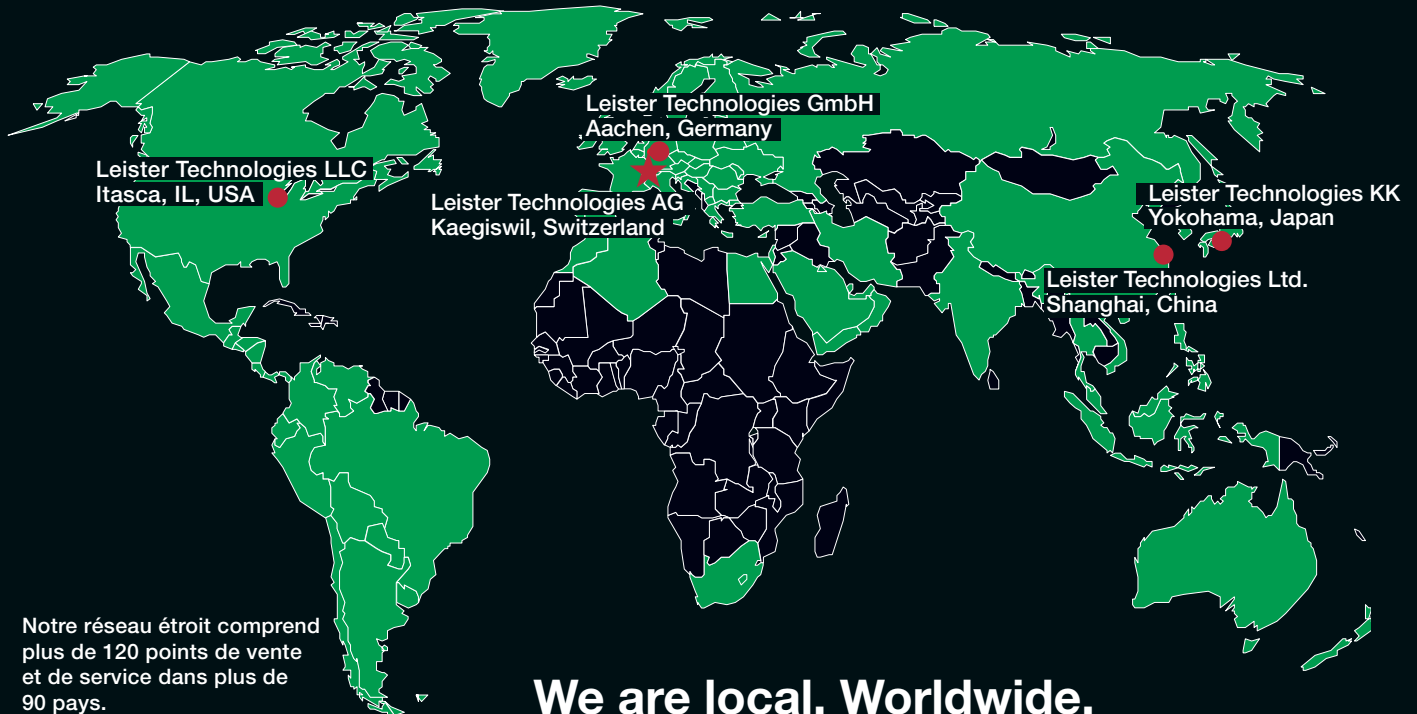 Leister Technologies GmbH
Aachen, Germany
Leister Technologies LLC
Itasca, IL, USA
Leister Technologies AG
Kaegiswil, Switzerland
Leister Technologies KK
Yokohama, Japan
Leister Technologies Ltd.
Shanghai, China
Notre réseau étroit comprend
plus de 120 points de vente
et de service dans plus de
90 pays.
We are local. Worldwide.